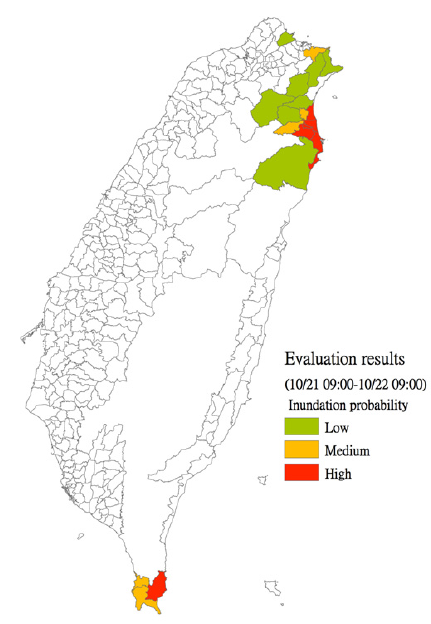 Evaluation results
(10/21 09:00-10/22 09:00)
Inundation probability
Low
Medium
High